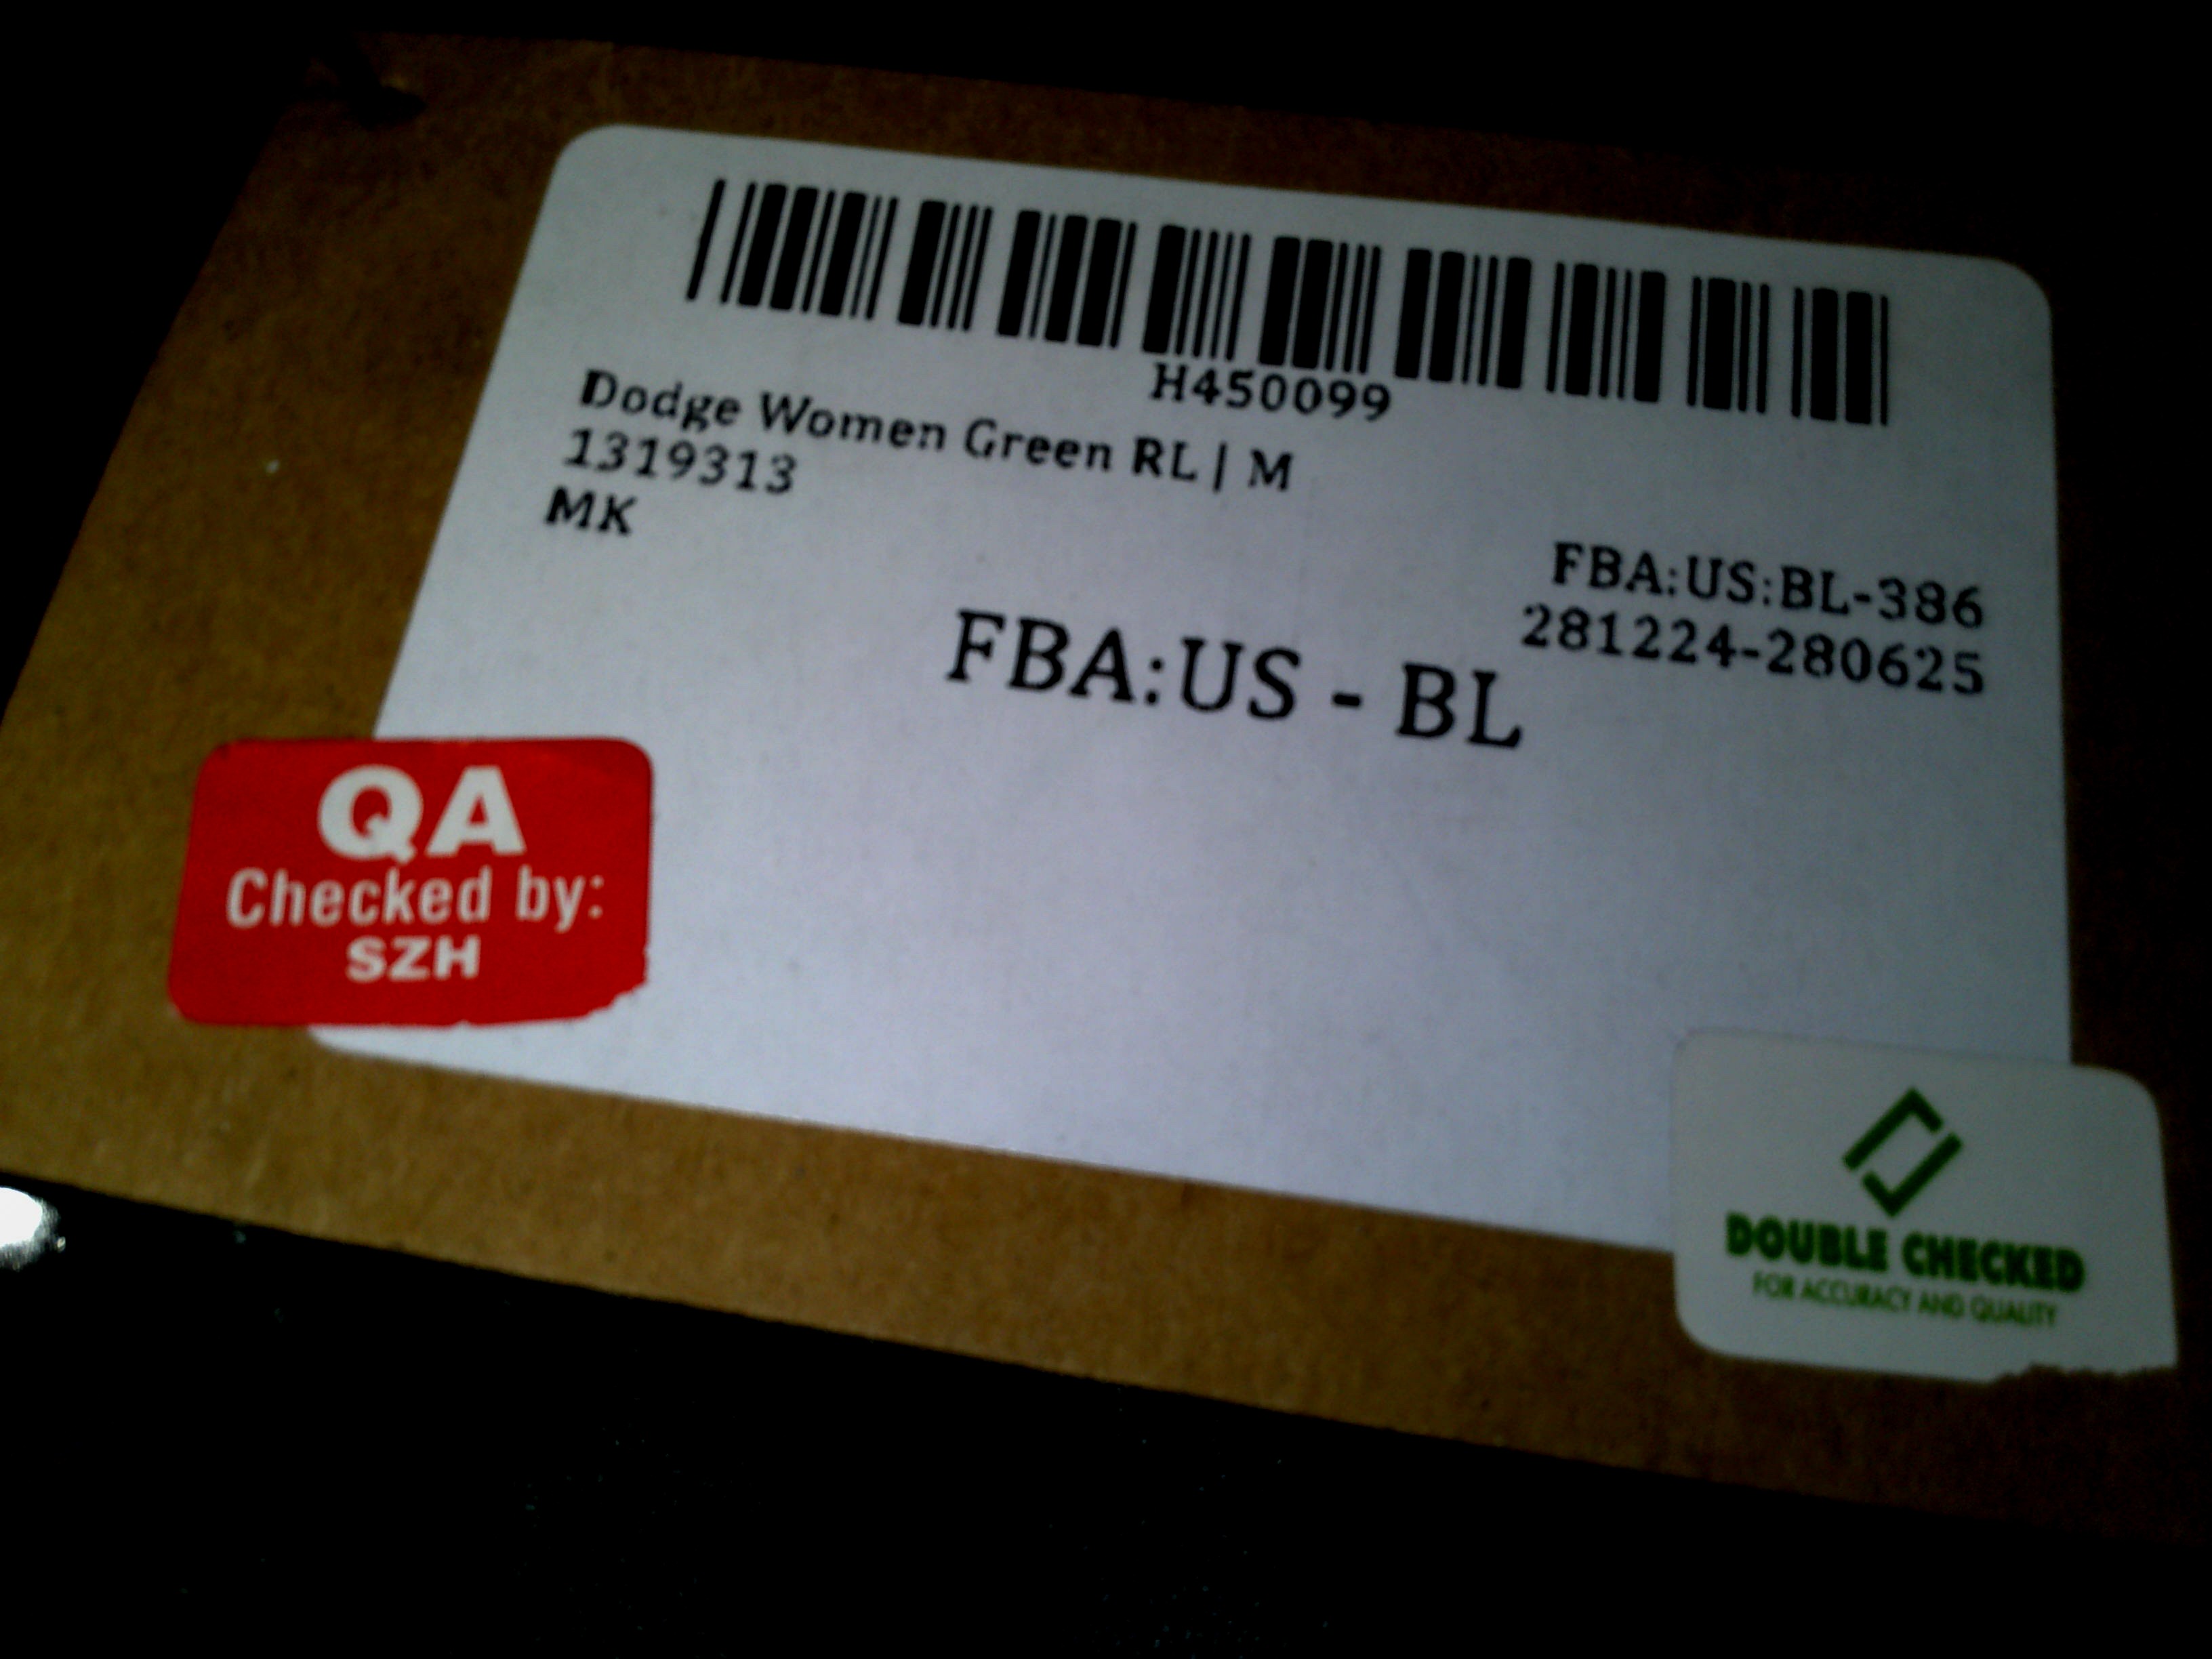 H450099
Dodge Women Green RL | M
1319313
MK
FBA:US:BL-386
281224-280625
FBA:US - BL
QA
Checked by:
SZH
DOUBLE CHECKED
FOR ACCURACY AND QUALITY